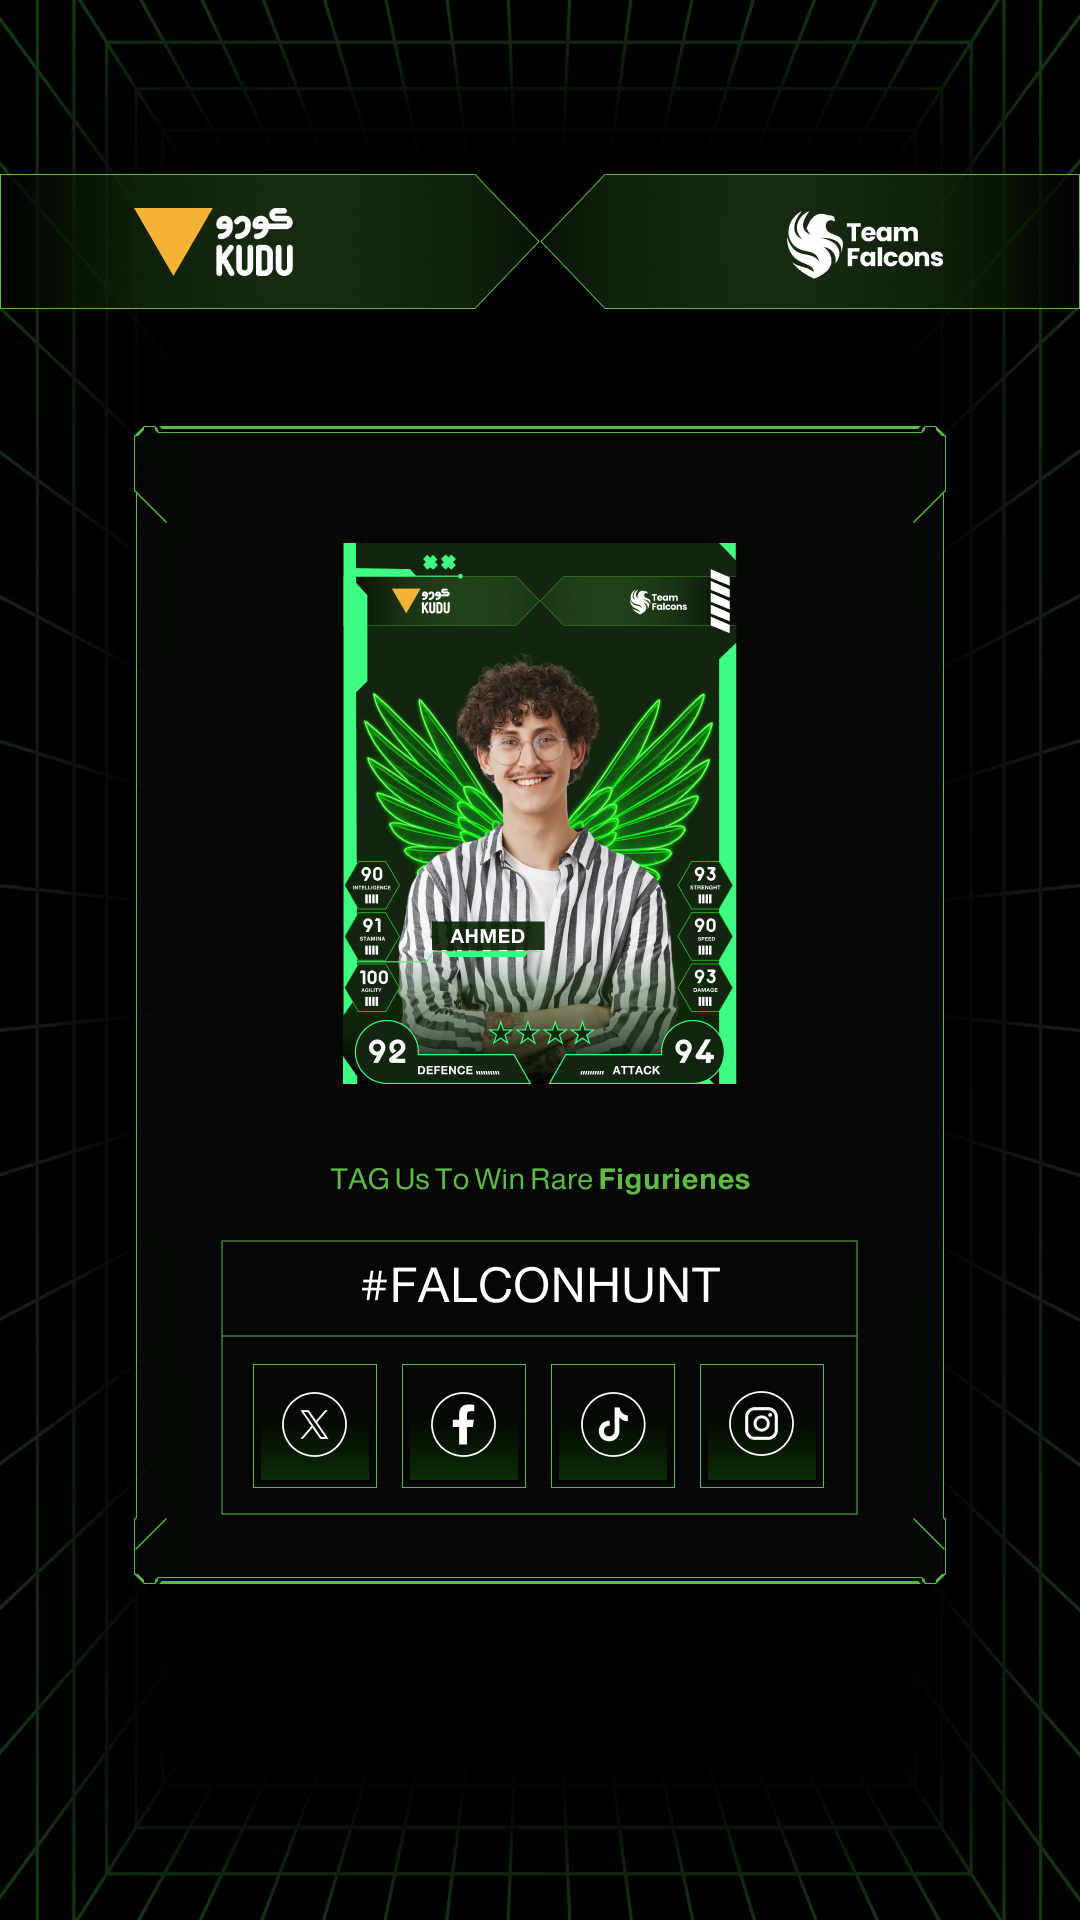 كودو
KUDU
Team
Falcons
كودو
KUDU
Team
Falcons
90
INTELLIGENCE
93
STRENGHT
91
STAMINA
90
SPEED
AHMED
100
AGILITY
93
DAMAGE
92
94
DEFENCE
ATTACK
TAG Us To Win Rare Figurienes
#FALCONHUNT